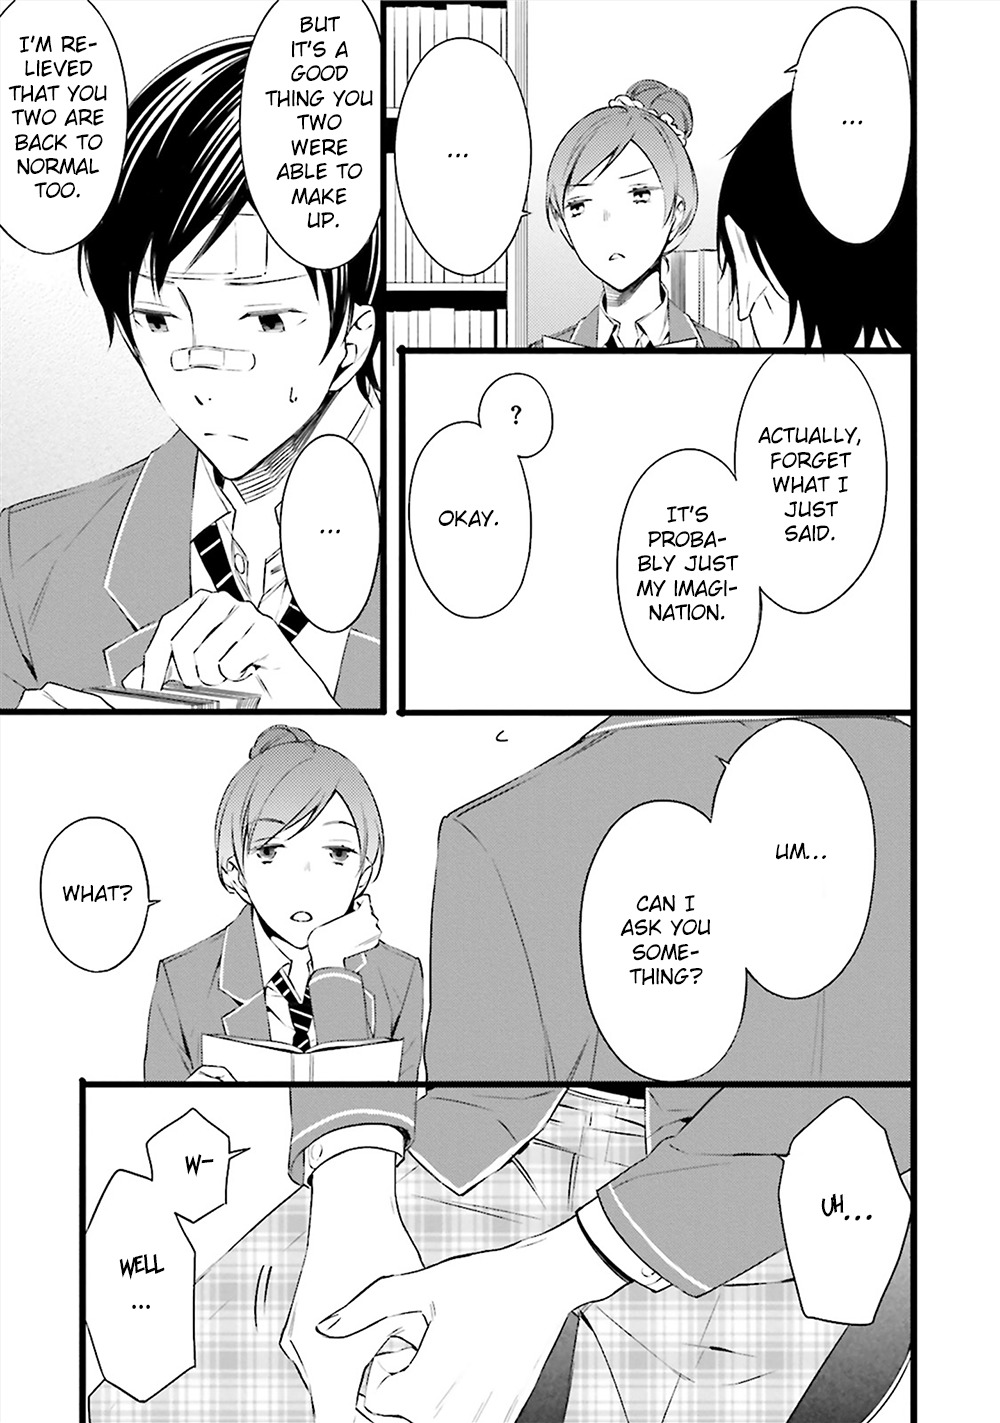 ...
...
ACTUALLY,
FORGET
WHAT I
JUST
SAID.
IT'S
PROBA-
BLY JUST
MY IMAGI-
NATION.
?
OKAY.
BUT
IT'S A
GOOD
THING YOU
TWO
WERE
ABLE TO
MAKE
UP.
I'M RE-
LIEVED
THAT YOU
TWO ARE
BACK TO
NORMAL
TOO.
...
UM...
CAN I
ASK YOU
SOME-
THING?
WHAT?
UH...
W-
WELL
...